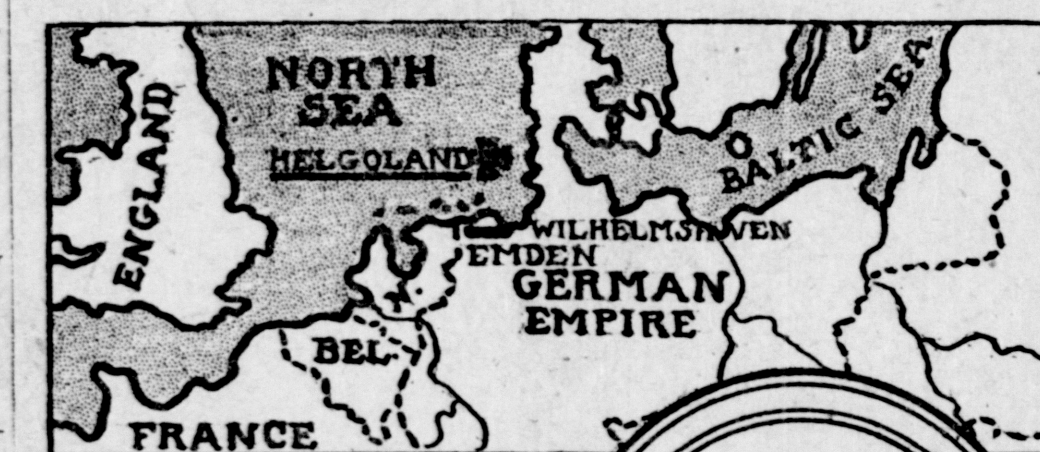 NORTH
SEA
BALTIC SEA
HELGOLAND
ENGLAND
WILHELMSHAVEN
EMDEN
GERMAN
EMPIRE
N.
BEL.
FRANCE